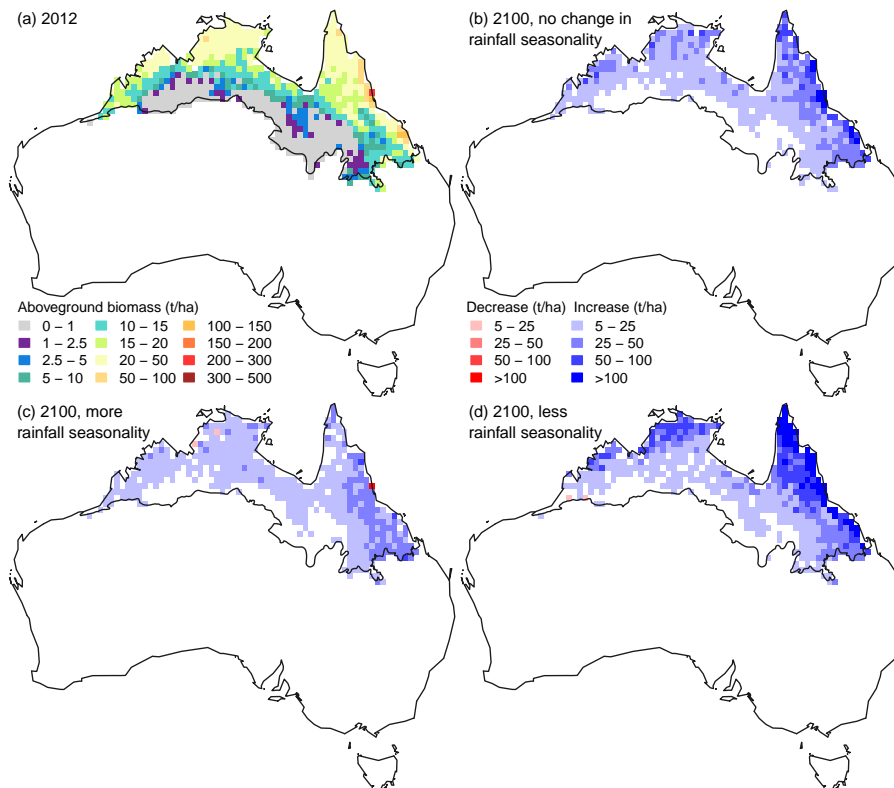 (a) 2012
(b) 2100, no change in
rainfall seasonality
Aboveground biomass (t/ha)
0 – 1
1 – 2.5
2.5 – 5
5 – 10
10 – 15
15 – 20
20 – 50
50 – 100
100 – 150
150 – 200
200 – 300
300 – 500
Decrease (t/ha)
5 – 25
25 – 50
50 – 100
>100
Increase (t/ha)
5 – 25
25 – 50
50 – 100
>100
(c) 2100, more
rainfall seasonality
(d) 2100, less
rainfall seasonality